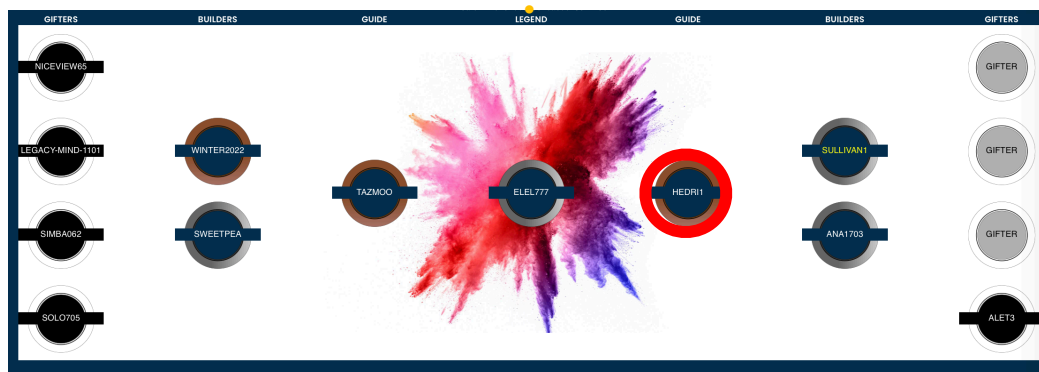 GIFTERS BUILDERS GUIDE LEGEND GUIDE BUILDERS GIFTERS
NICEVIEW65 GIFTER
LEGACY-MIND-1101 WINTER2022 SULLIVAN1 GIFTER
TAZMOO ELEL777 HEDRI1
SIMBA062 SWEETPEA ANA1703 GIFTER
SOLO705 ALET3